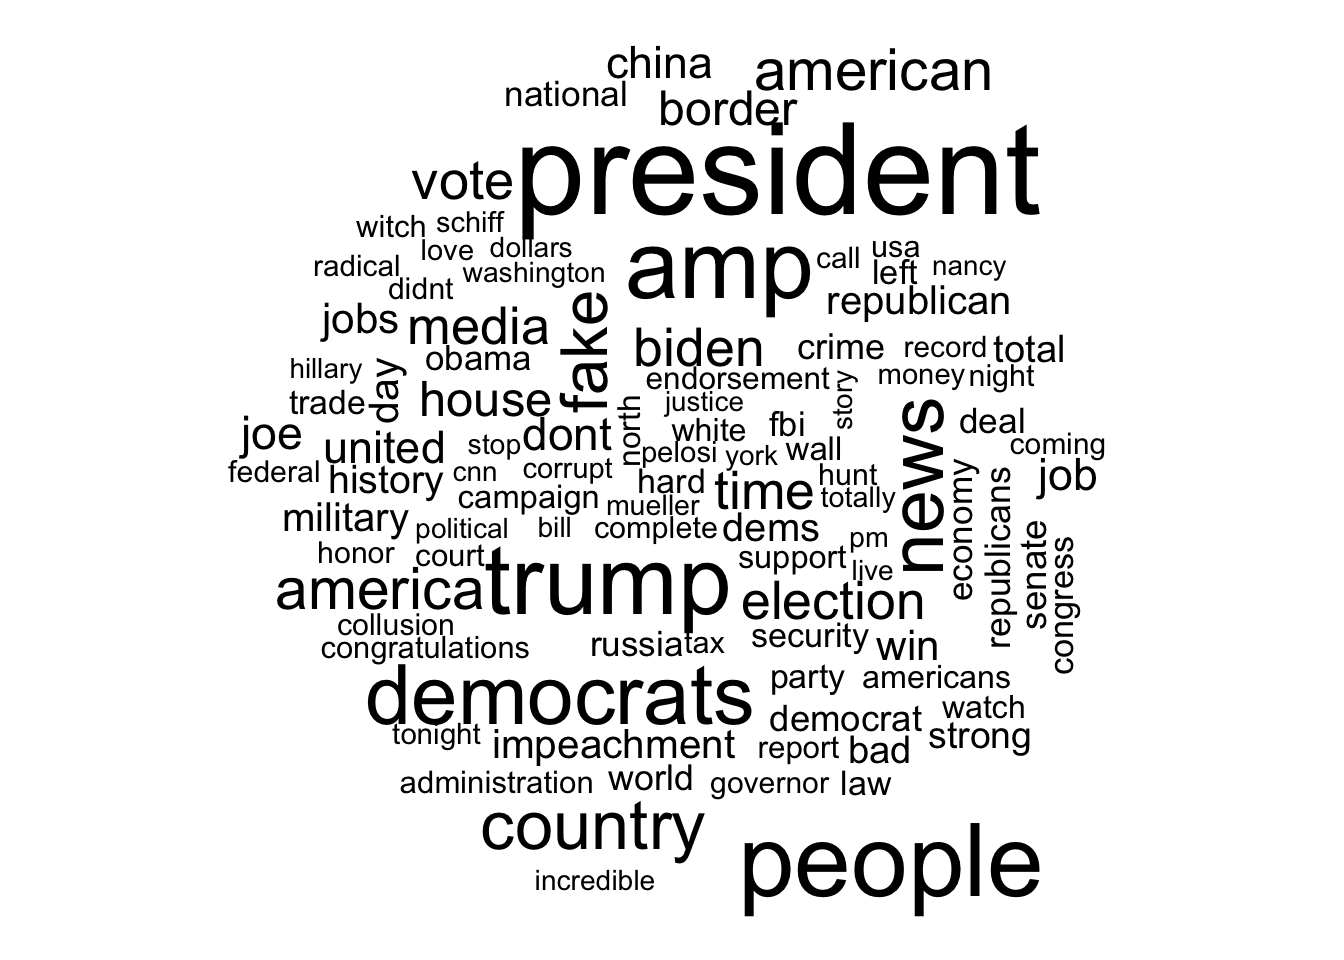 china
american
national
border
president
vote
witch
schiff
love
dollars
amp
call
usa
radical
washington
left
nancy
didnt
republican
jobs
media
fake
biden
crime
record
total
hillary
obama
day
endorsement
story
money
night
trade
house
north
justice
news
deal
joe
united
stop
dont
white
fbi
coming
federal
history
cnn
corrupt
pelosi
york
wall
job
campaign
hard
time
hunt
mueller
totally
economy
republicans
military
political
bill
complete
dems
pm
senate
congress
honor
court
support
live
america
trump
election
collusion
congratulations
russia
tax
security
win
democrats
party
americans
tonight
impeachment
democrat
watch
report
bad
strong
administration
world
governor
law
country
people
incredible